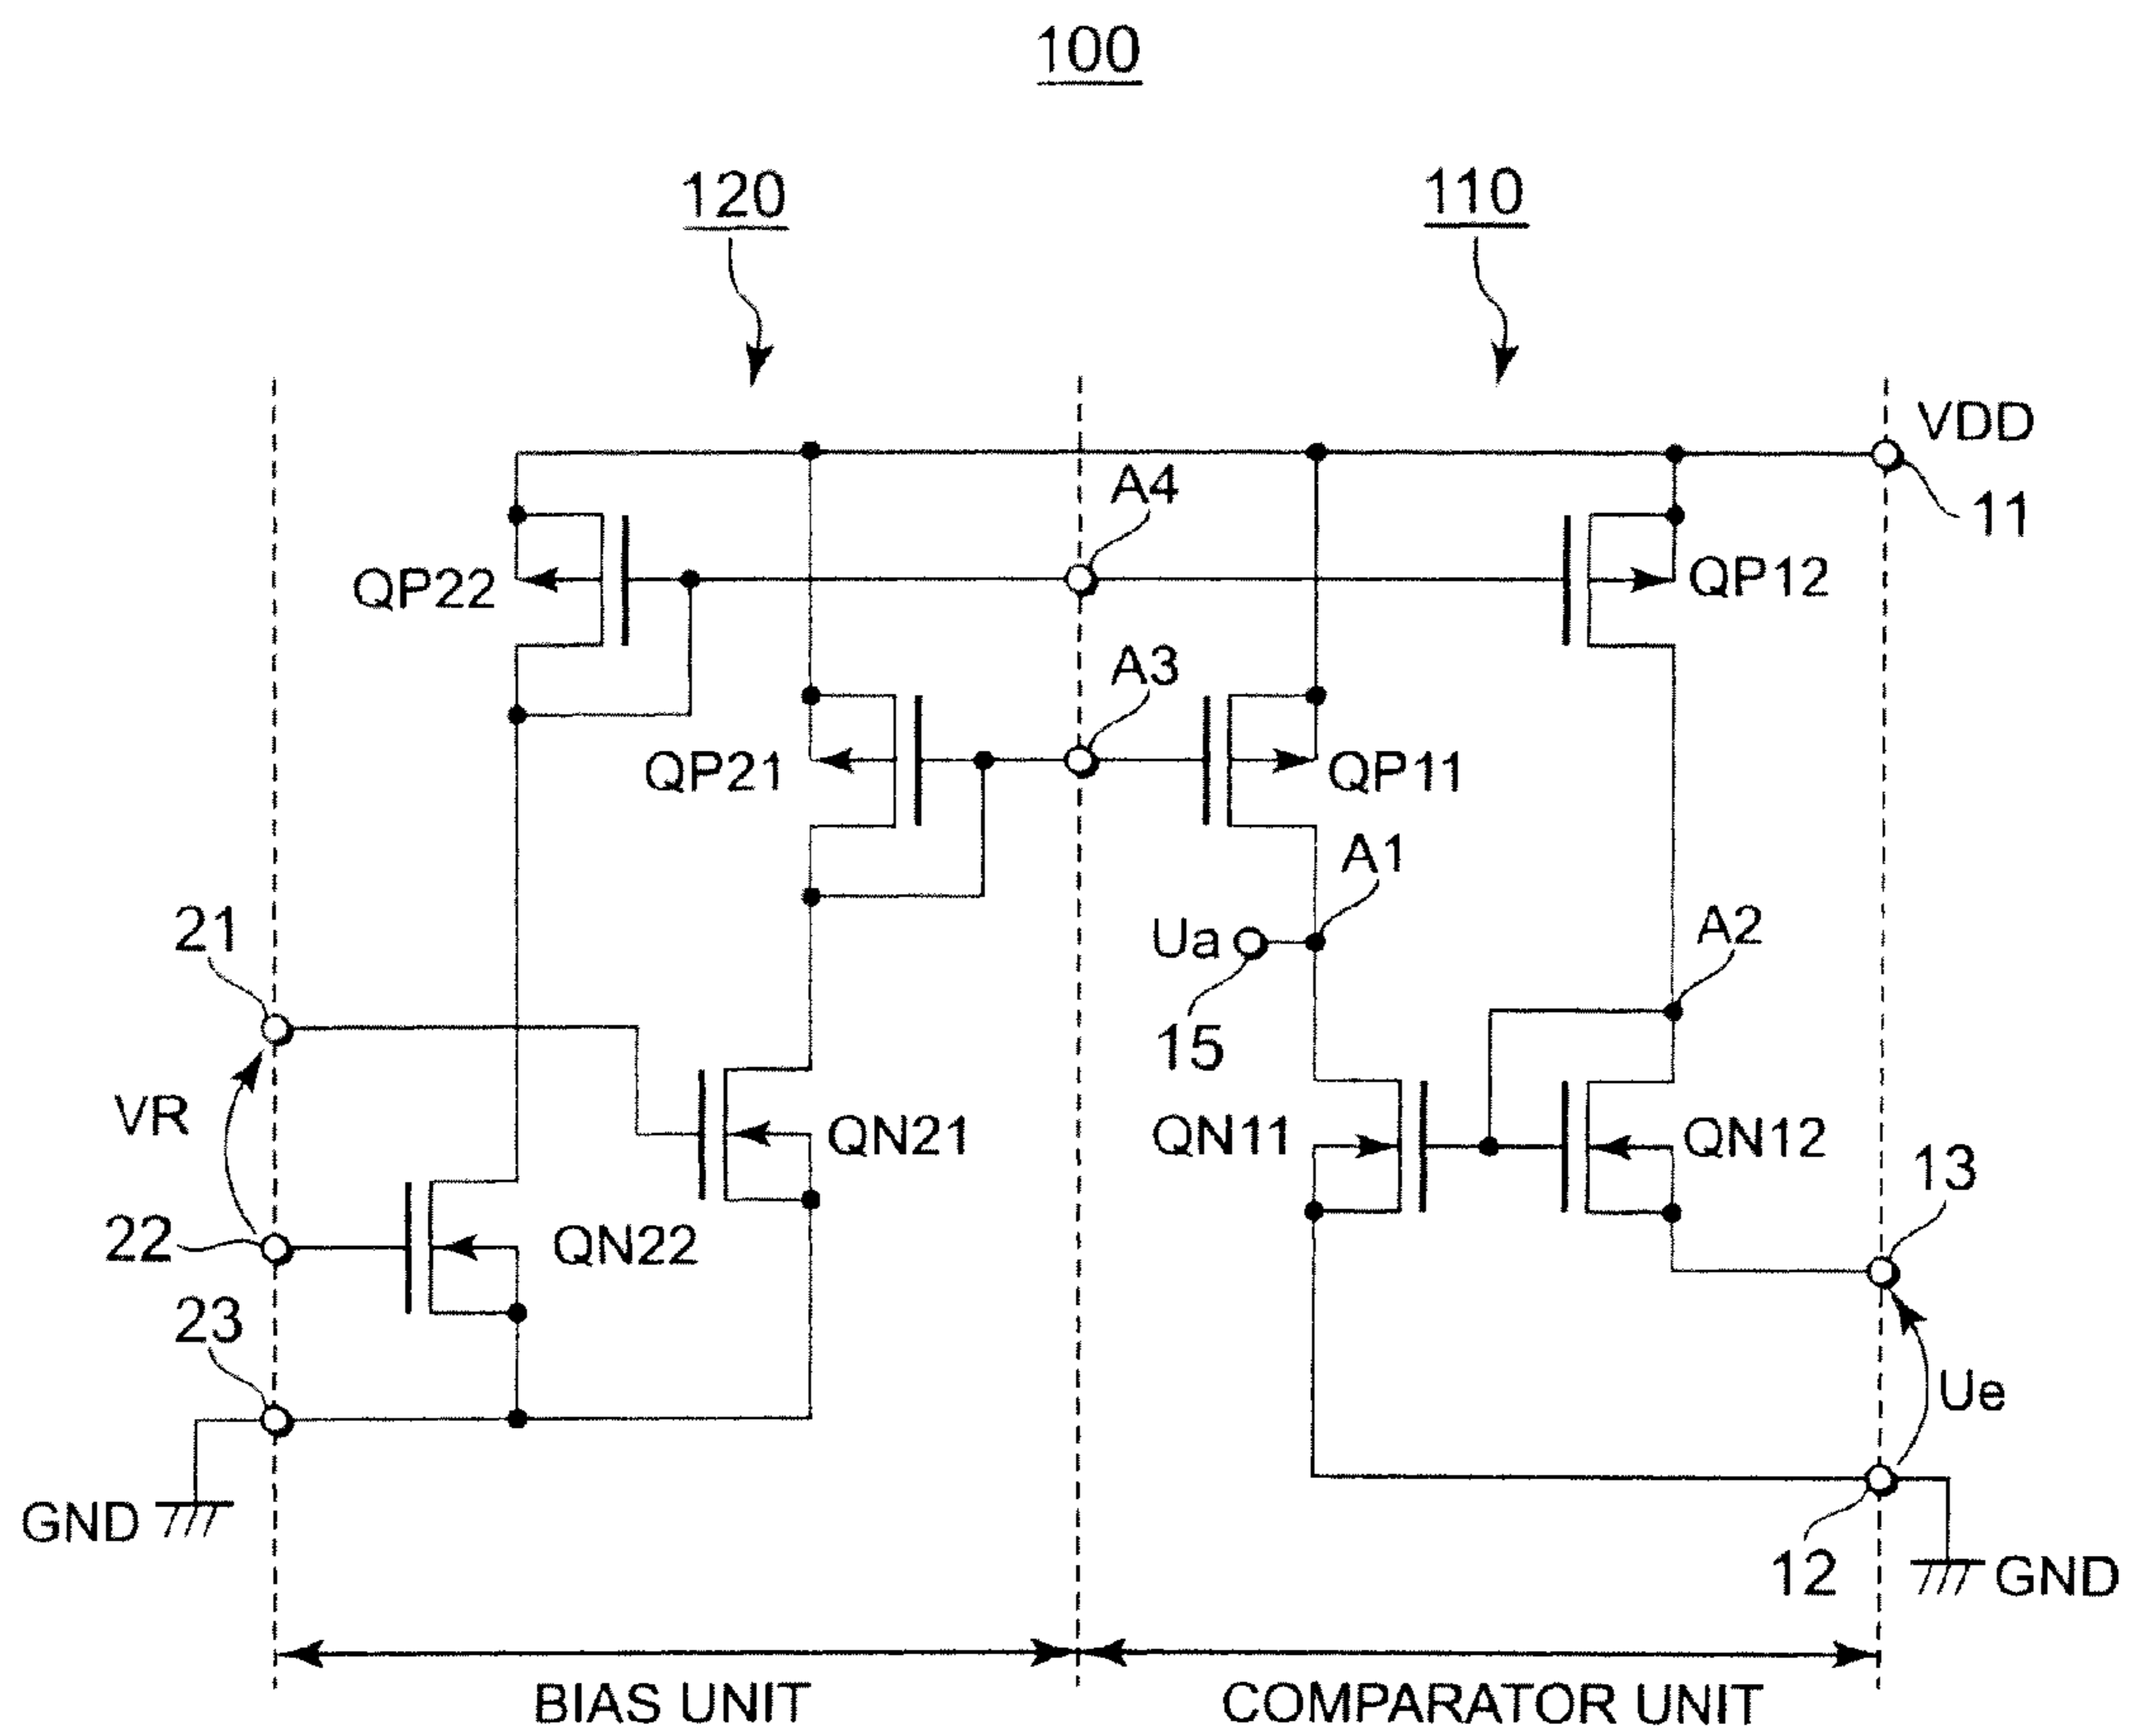 100
120
110
VDD
11
A4
QP22
QP12
A3
QP21
QP11
A1
21
Ua
A2
15
VR
QN21
QN11
QN12
13
22
QN22
23
Ue
GND
12
GND
BIAS UNIT
COMPARATOR UNIT